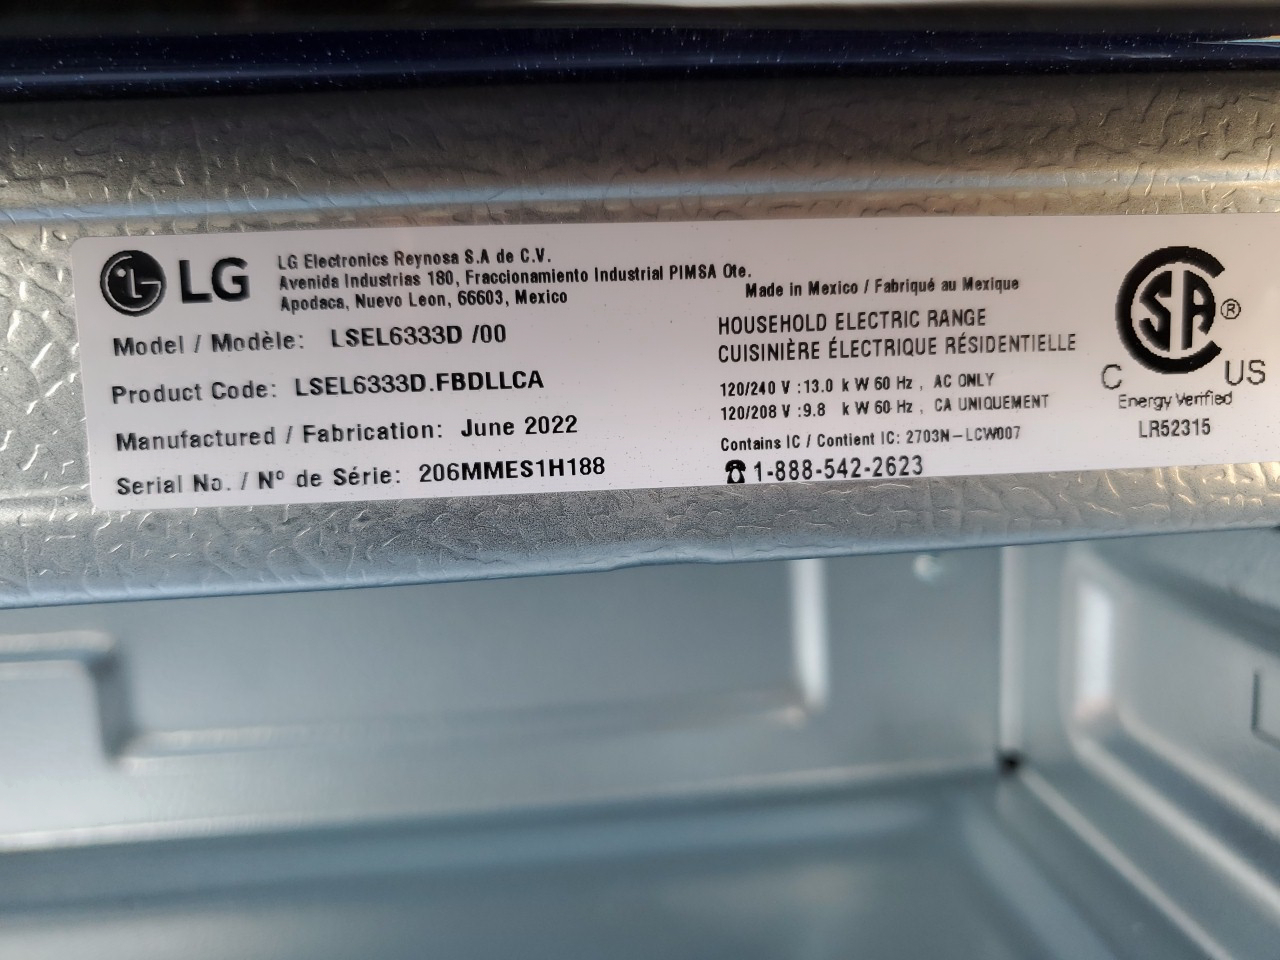 LG
LG Electronics Reynosa S.A de C.V.
Avenida Industrias 180, Fraccionamiento Industrial PIMSA Ote.
Apodaca, Nuevo Leon, 66603, Mexico
Model / Modèle: LSEL6333D /00
Product Code: LSEL6333D.FBDLLCA
Manufactured / Fabrication: June 2022
Serial No. / Nº de Série: 206MMES1H188
Made in Mexico / Fabriqué au Mexique
HOUSEHOLD ELECTRIC RANGE
CUISINIÈRE ÉLECTRIQUE RÉSIDENTIELLE
120/240 V : 13.0 k W 60 Hz , AC ONLY
120/208 V : 9.8 k W 60 Hz , CA UNIQUEMENT
Contains IC / Contient IC: 2703N-LCW007
☎ 1-888-542-2623
CSA ®
C US
Energy Verified
LR52315